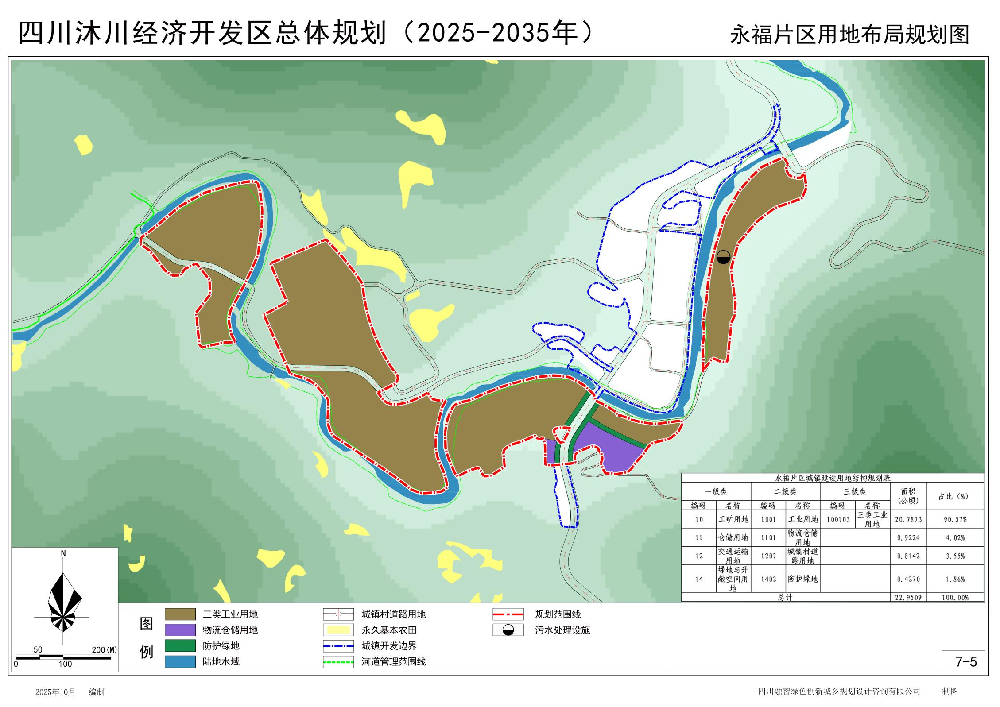 四川沐川经济开发区总体规划（2025-2035年）
永福片区用地布局规划图
永福片区城镇建设用地结构规划表
一级类 二级类 三级类 面积（公顷） 占比（%）
编码 名称 编码 名称 编码 名称
10 工矿用地 1001 工业用地 100103 三类工业用地 20.7873 90.57%
11 仓储用地 1101 物流仓储用地 0.9224 4.02%
12 交通运输用地 1207 城镇村道路用地 0.8142 3.55%
14 绿地与开敞空间用地 1402 防护绿地 0.4270 1.86%
总计 22.9509 100.00%
N
50 200(M)
0 100
图例
三类工业用地
物流仓储用地
防护绿地
陆地水域
城镇村道路用地
永久基本农田
城镇开发边界
河道管理范围线
规划范围线
污水处理设施
7-5
2025年10月 编制
四川融智绿色创新城乡规划设计咨询有限公司 制图